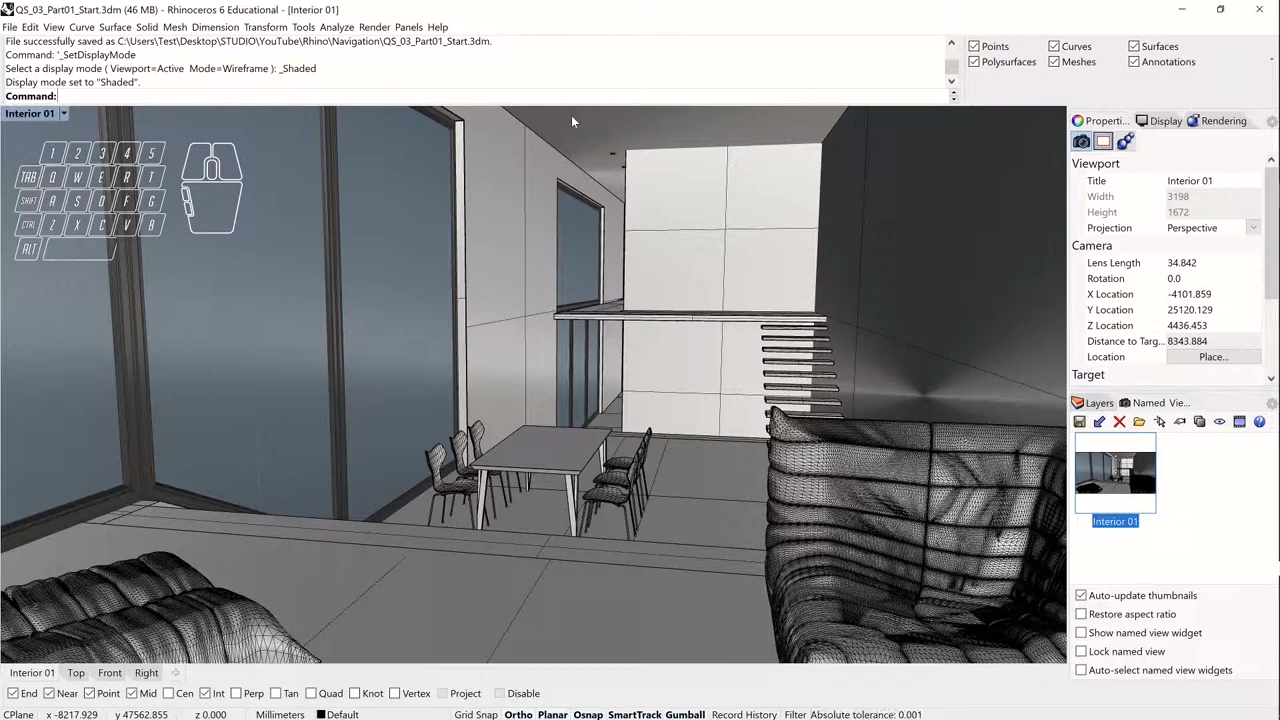 QS_03_Part01_Start.3dm (46 MB) - Rhinoceros 6 Educational - [Interior 01]
File Edit View Curve Surface Solid Mesh Dimension Transform Tools Analyze Render Panels Help
File successfully saved as C:\Users\Test\Desktop\STUDIO\YouTube\Rhino\Navigation\QS_03_Part01_Start.3dm.
Command: '_SetDisplayMode
Select a display mode ( Viewport=Active Mode=Wireframe ): _Shaded
Display mode set to "Shaded".
Command:
Points Curves Surfaces
Polysurfaces Meshes Annotations
Interior 01
1 2 3 4 5
TAB Q W E R T
SHIFT A S D F G
CTRL Z X C V B
ALT
Properti... Display Rendering
Viewport
Title Interior 01
Width 3198
Height 1672
Projection Perspective
Camera
Lens Length 34.842
Rotation 0.0
X Location -4101.859
Y Location 25120.129
Z Location 4436.453
Distance to Targ... 8343.884
Location Place...
Target
Layers Named Vie...
Interior 01
Auto-update thumbnails
Restore aspect ratio
Show named view widget
Lock named view
Auto-select named view widgets
Interior 01 Top Front Right
End Near Point Mid Cen Int Perp Tan Quad Knot Vertex Project Disable
CPlane x -8217.929 y 47562.855 z 0.000 Millimeters Default Grid Snap Ortho Planar Osnap SmartTrack Gumball Record History Filter Absolute tolerance: 0.001